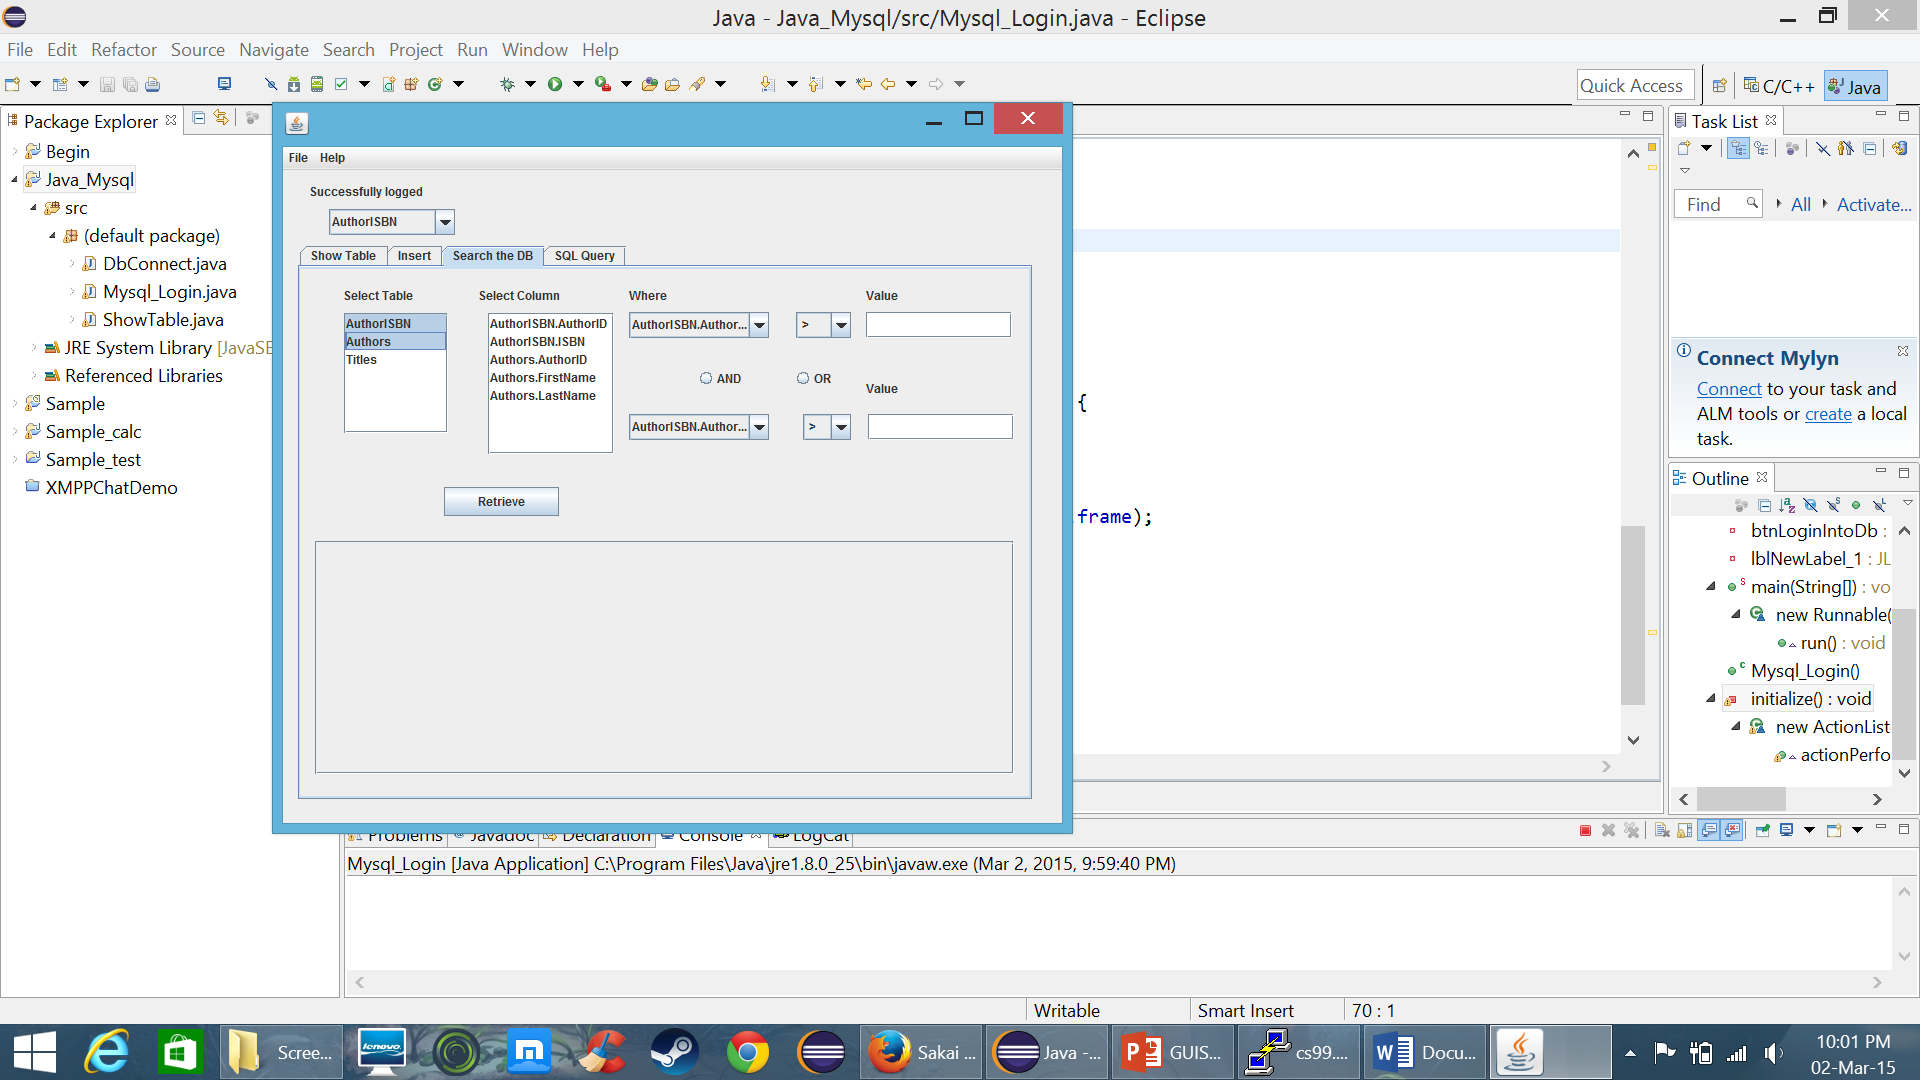 Java - Java_Mysql/src/Mysql_Login.java - Eclipse
File Edit Refactor Source Navigate Search Project Run Window Help
Quick Access
C/C++
Java
Package Explorer
Begin
Java_Mysql
src
(default package)
DbConnect.java
Mysql_Login.java
ShowTable.java
JRE System Library [JavaSE
Referenced Libraries
Sample
Sample_calc
Sample_test
XMPPChatDemo
File Help
Successfully logged
AuthorISBN
Show Table Insert Search the DB SQL Query
Select Table Select Column Where Value
AuthorISBN
Authors
Titles
AuthorISBN.AuthorID
AuthorISBN.ISBN
Authors.AuthorID
Authors.FirstName
Authors.LastName
AuthorISBN.Author... >
AND OR
Value
AuthorISBN.Author... >
Retrieve
{
.frame);
Task List
Find All Activate...
Connect Mylyn
Connect to your task and
ALM tools or create a local
task.
Outline
btnLoginIntoDb :
lblNewLabel_1 : JL
main(String[]) : vo
new Runnable(
run() : void
Mysql_Login()
initialize() : void
new ActionList
actionPerfo
Problems Javadoc Declaration Console LogCat
Mysql_Login [Java Application] C:\Program Files\Java\jre1.8.0_25\bin\javaw.exe (Mar 2, 2015, 9:59:40 PM)
Writable Smart Insert 70 : 1
Scree... lenovo Sakai ... Java -... GUIS... cs99.... Docu...
10:01 PM
02-Mar-15